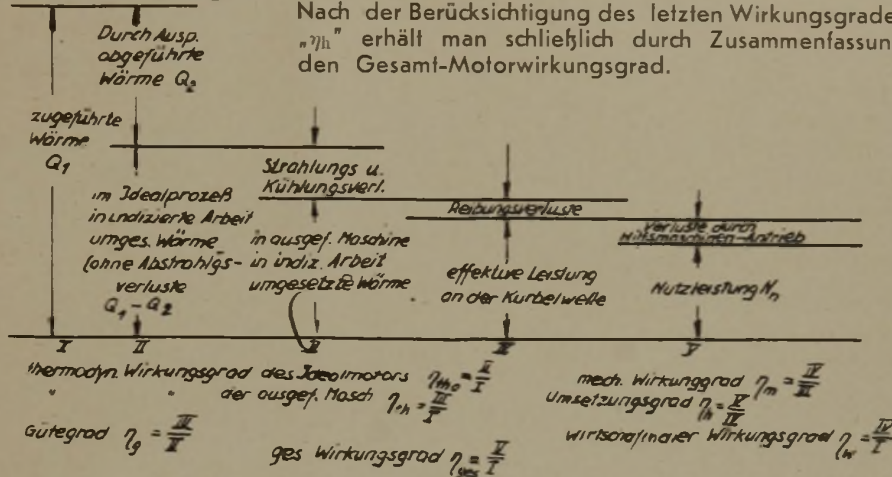 Nach der Berücksichtigung des letzten Wirkungsgrade
„ηh" erhält man schließlich durch Zusammenfassun
den Gesamt-Motorwirkungsgrad.
Durch Ausp.
abgeführte
Wärme Q2
zugeführte
Wärme
Q1
im Idealprozeß
in indizierte Arbeit
umges. Wärme
(ohne Abstrahlgs-
verluste
Q1 - Q2
Strahlungs u.
Kühlungsverl.
in ausgef. Maschine
in indiz. Arbeit
umgesetzte Wärme
Reibungsverluste
effektive Leistung
an der Kurbelwelle
Verluste durch
Hilfsmaschinen-Antrieb
Nutzleistung Nn
I II IV V
thermodyn. Wirkungsgrad des Idealmotors ηtho = II/I
" " der ausgef. Masch ηth = III/I
Gütegrad ηg = III/II
ges Wirkungsgrad ηges = V/I
mech. Wirkunggrad ηm = IV/III
Umsetzungsgrad ηh = V/IV
wirtschaftlicher Wirkungsgrad ηw = IV/I